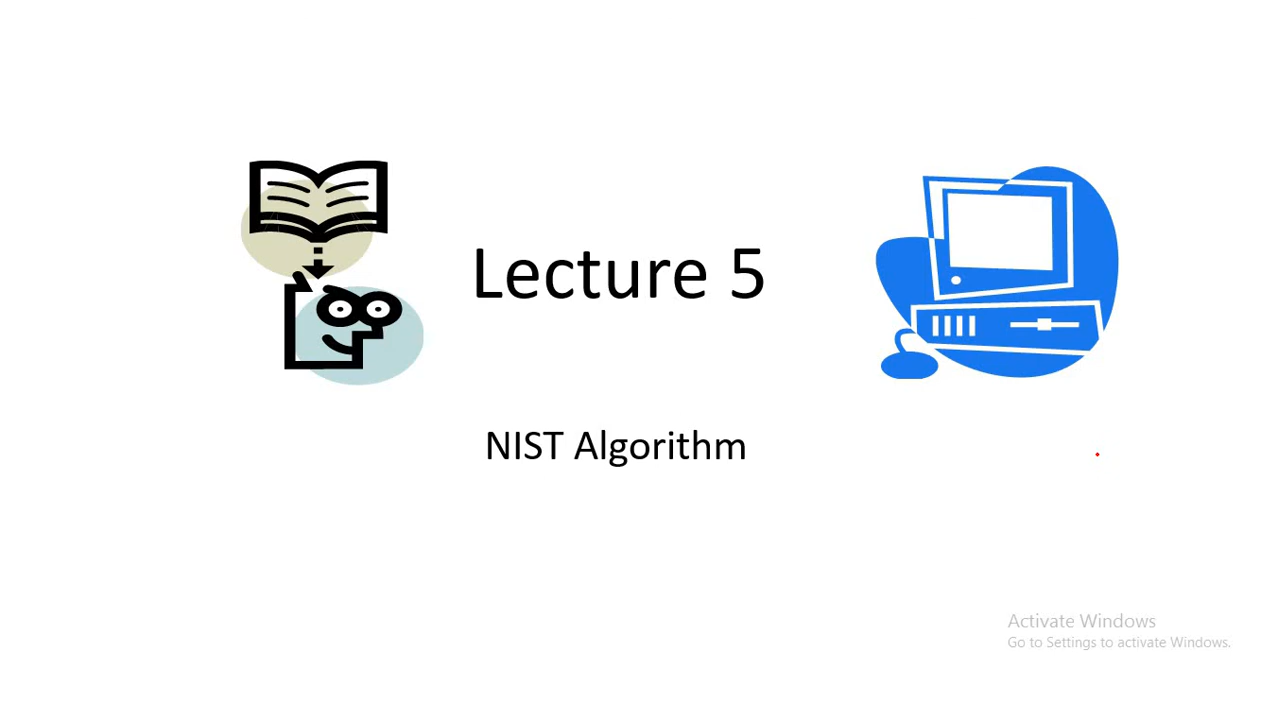 Lecture 5
NIST Algorithm
Activate Windows
Go to Settings to activate Windows.